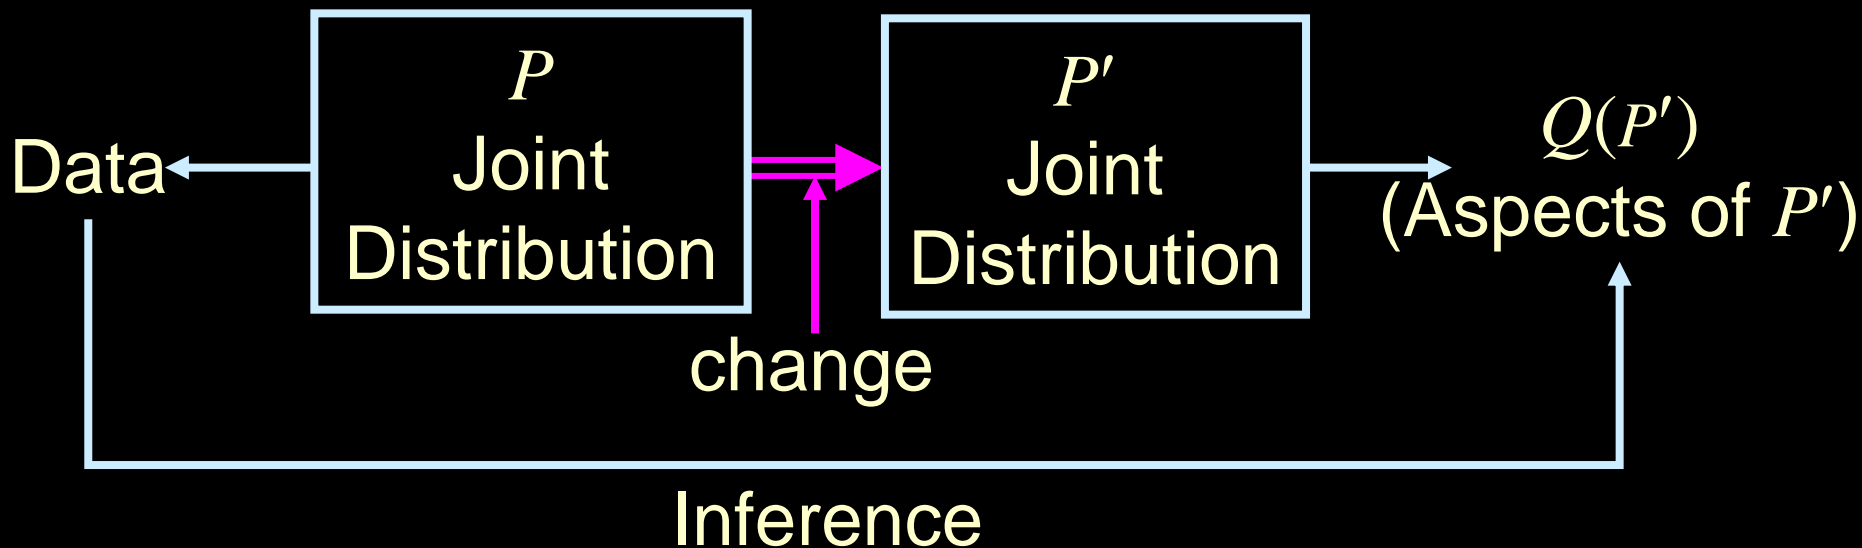 Data
P
Joint
Distribution
change
P′
Joint
Distribution
Q(P′)
(Aspects of P′)
Inference